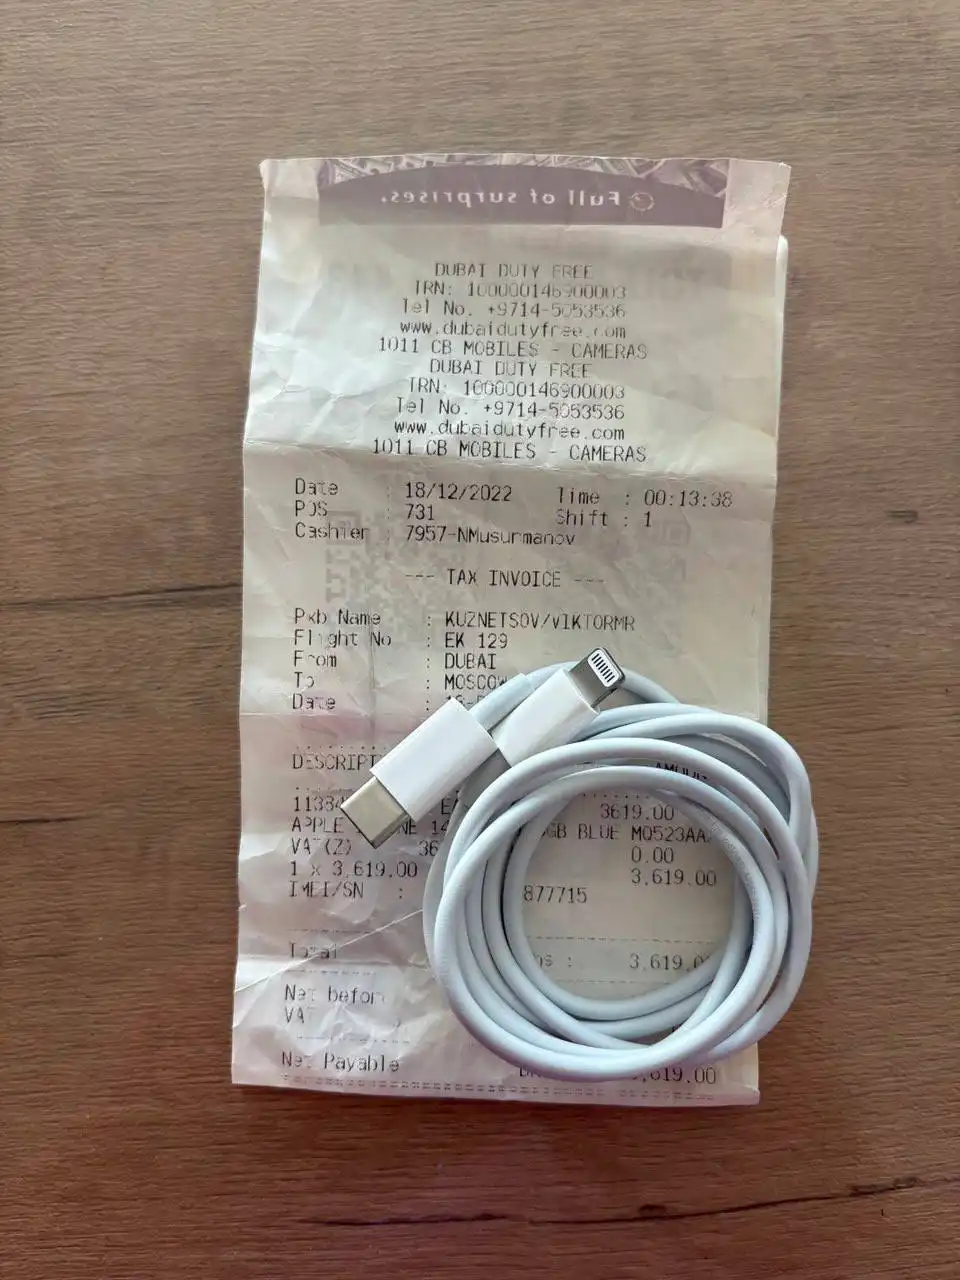 Full of surprises.
DUBAI DUTY FREE
TRN: 100000146900003
Tel No. +9714-5053536
www.dubaidutyfree.com
1011 CB MOBILES - CAMERAS
DUBAI DUTY FREE
TRN: 100000146900003
Tel No. +9714-5053536
www.dubaidutyfree.com
1011 CB MOBILES - CAMERAS
Date : 18/12/2022 Time : 00:13:38
POS : 731 Shift : 1
Cashier : 7957-NMusurmanov
--- TAX INVOICE ---
Pxb Name : KUZNETSOV/VIKTORMR
Flight No : EK 129
From : DUBAI
To : MOSCOW
Date :
3619.00
APPLE 14 BLUE MQ523AA
VAT(Z) 0.00
1 x 3,619.00 3,619.00
IMEI/SN : 877715
Total : 3,619.0
Net before
VAT
Net Payable 3,619.00